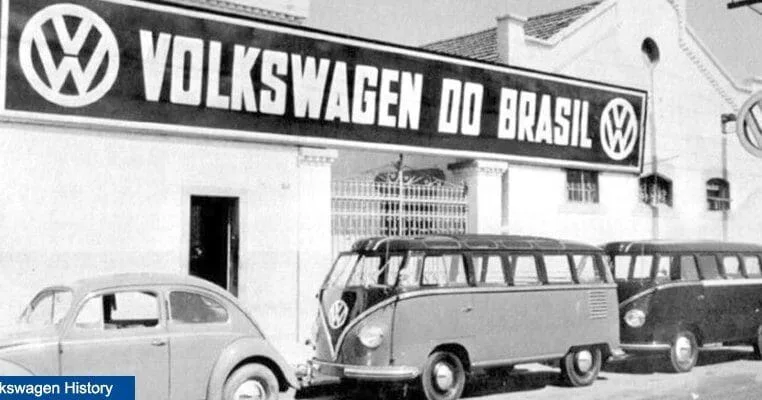 VOLKSWAGEN DO BRASIL
lkswagen History